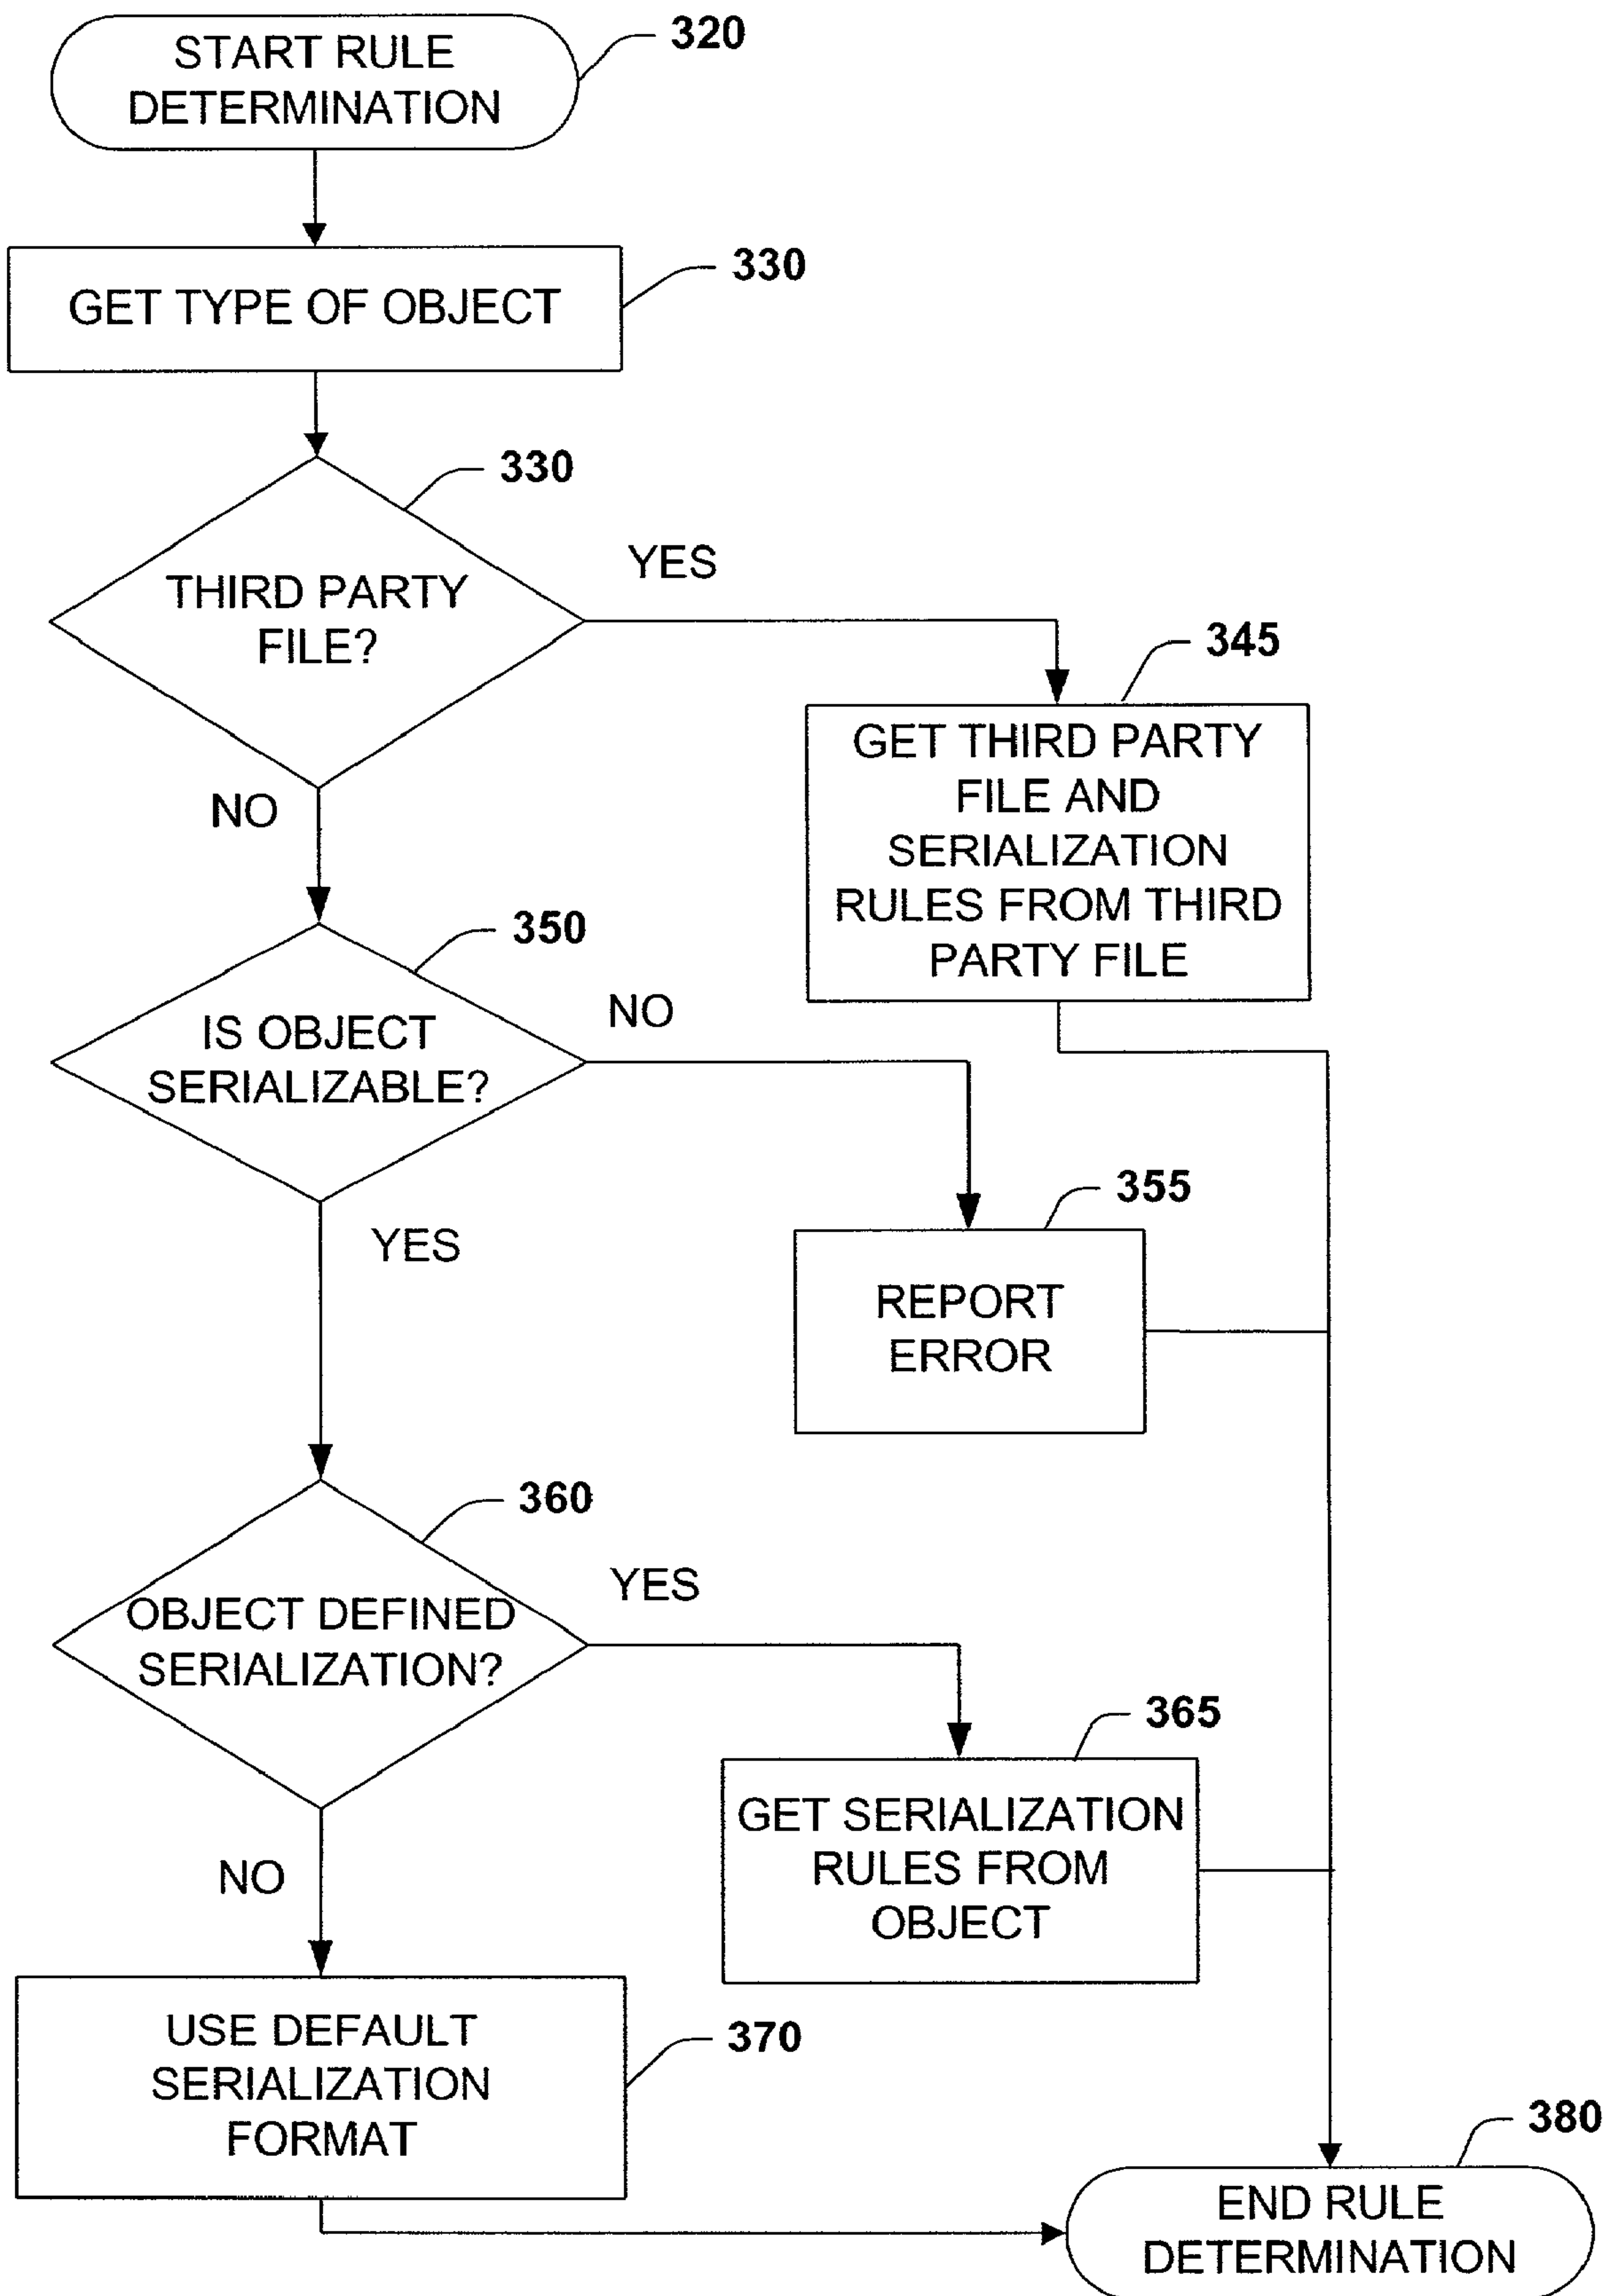 START RULE
DETERMINATION
320
GET TYPE OF OBJECT
330
330
THIRD PARTY
FILE?
YES
NO
345
GET THIRD PARTY
FILE AND
SERIALIZATION
RULES FROM THIRD
PARTY FILE
350
IS OBJECT
SERIALIZABLE?
NO
YES
355
REPORT
ERROR
360
OBJECT DEFINED
SERIALIZATION?
YES
NO
365
GET SERIALIZATION
RULES FROM
OBJECT
USE DEFAULT
SERIALIZATION
FORMAT
370
380
END RULE
DETERMINATION